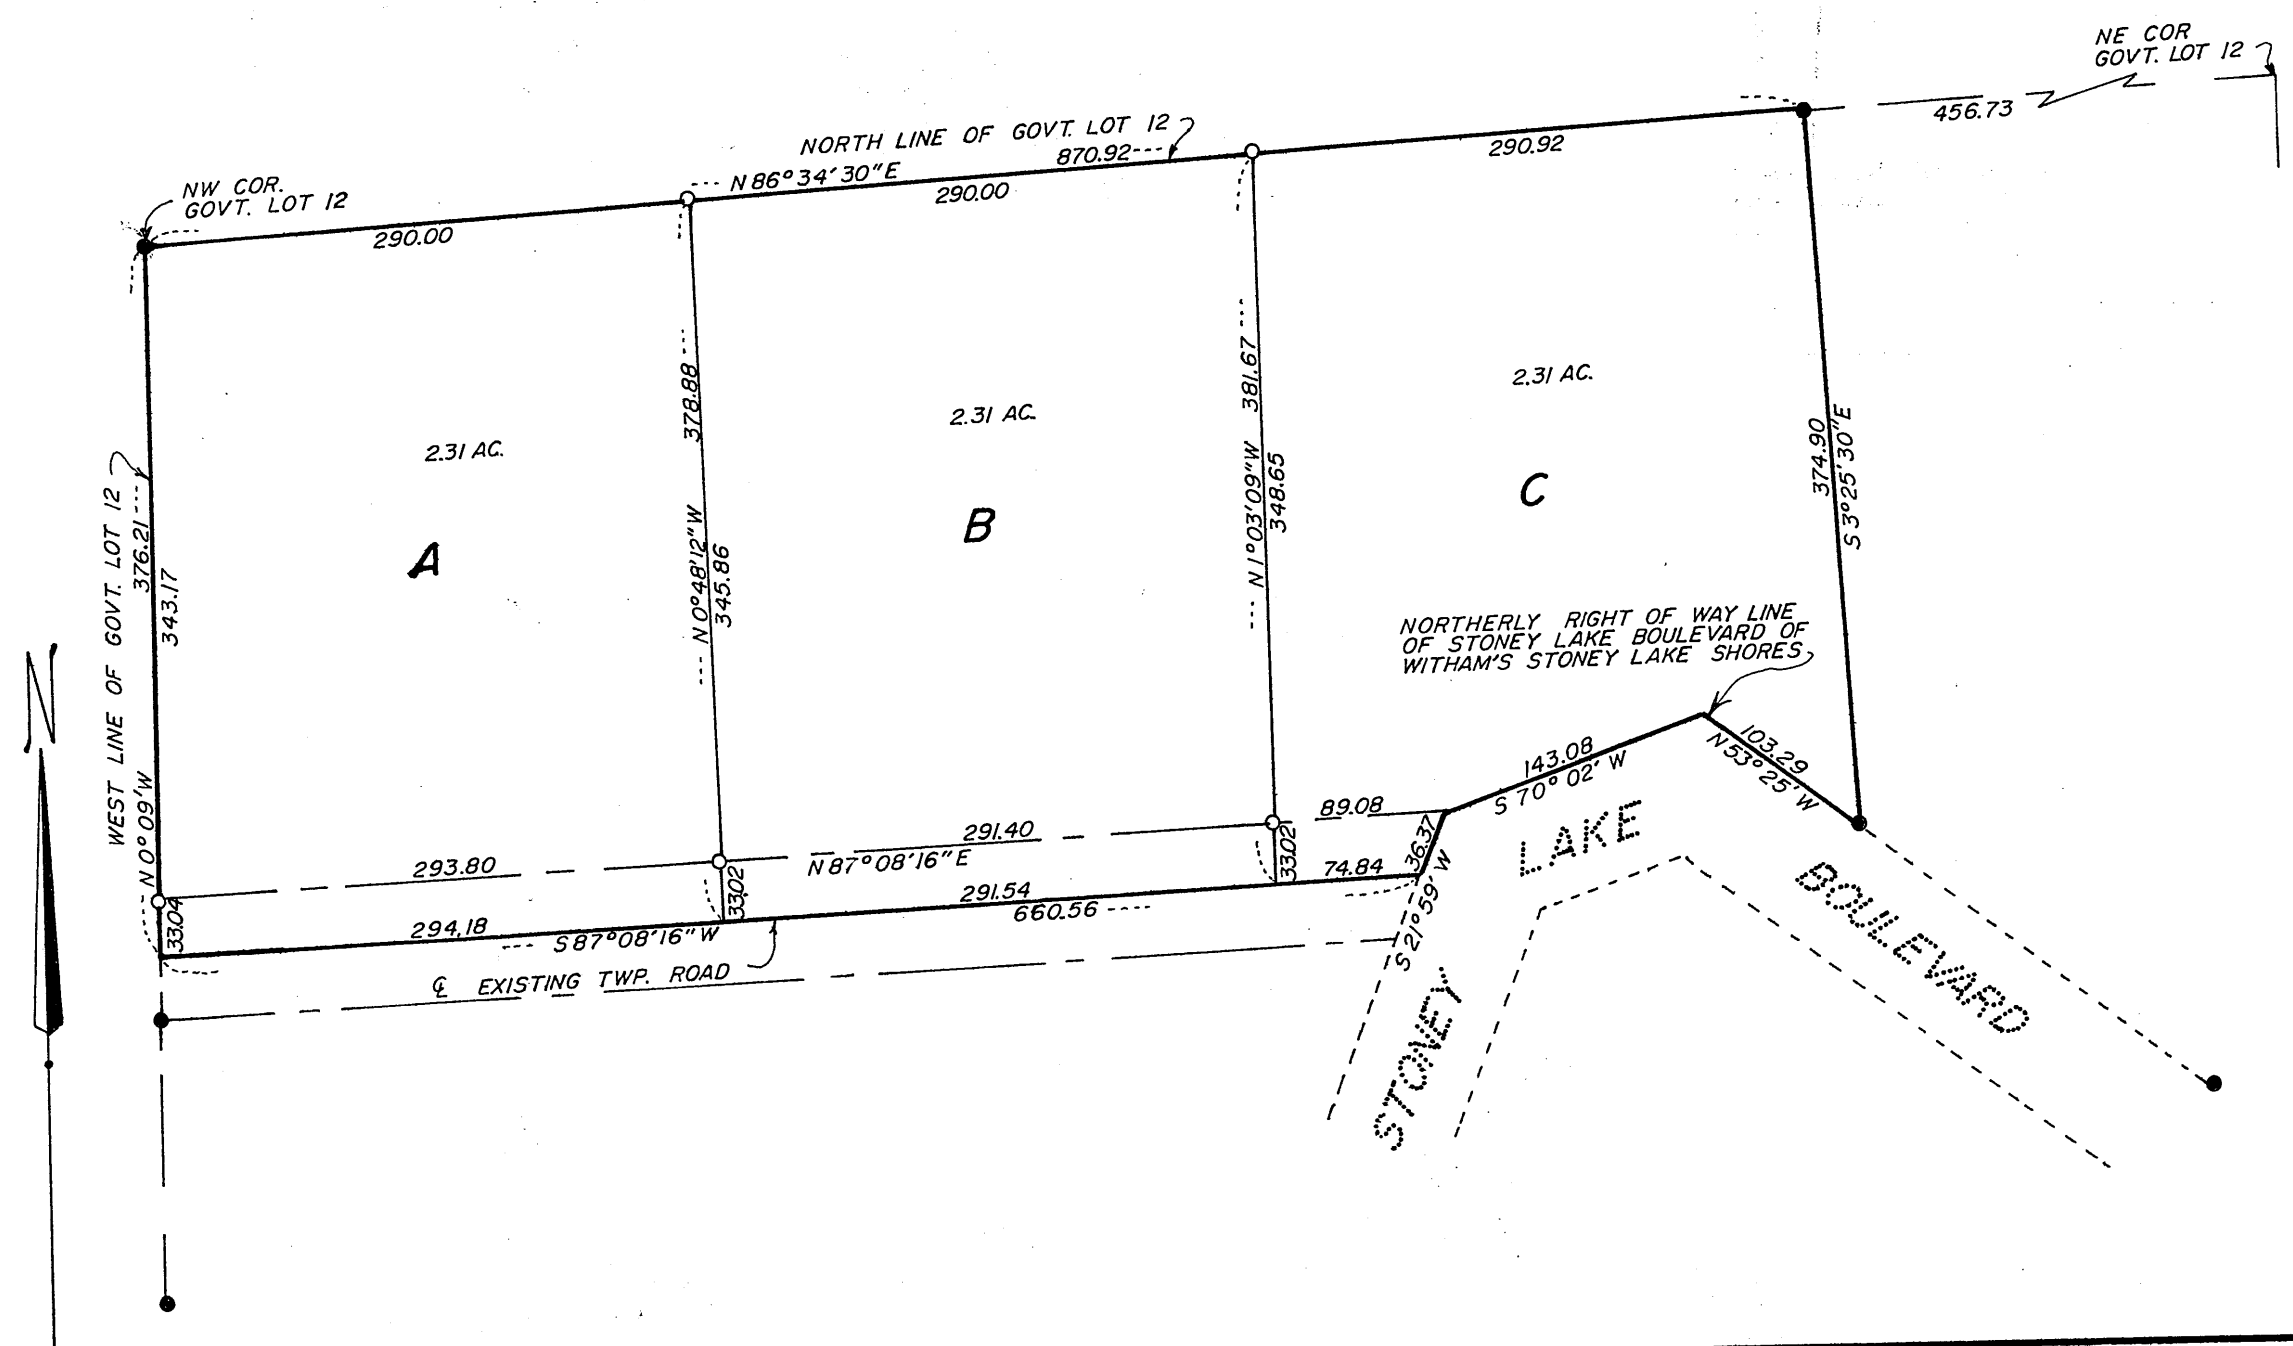 NE COR
GOVT. LOT 12
456.73
NORTH LINE OF GOVT. LOT 12
870.92
N 86°34'30"E
290.92
NW COR.
GOVT. LOT 12
290.00
290.00
378.88
381.67
2.31 AC.
2.31 AC.
2.31 AC.
374.90
S 3°25'30"E
A
B
C
WEST LINE OF GOVT. LOT 12
376.21
343.17
N 0°09'W
N 0°48'12"W
345.86
N 1°03'09"W
348.65
NORTHERLY RIGHT OF WAY LINE
OF STONEY LAKE BOULEVARD OF
WITHAM'S STONEY LAKE SHORES
143.08
S 70°02' W
103.29
N 53°25' W
89.08
36.37
S 21°59' W
293.80
291.40
N 87°08'16"E
33.04
33.02
33.02
74.84
294.18
291.54
660.56
S 87°08'16"W
℄ EXISTING TWP. ROAD
STONEY
LAKE
BOULEVARD
N